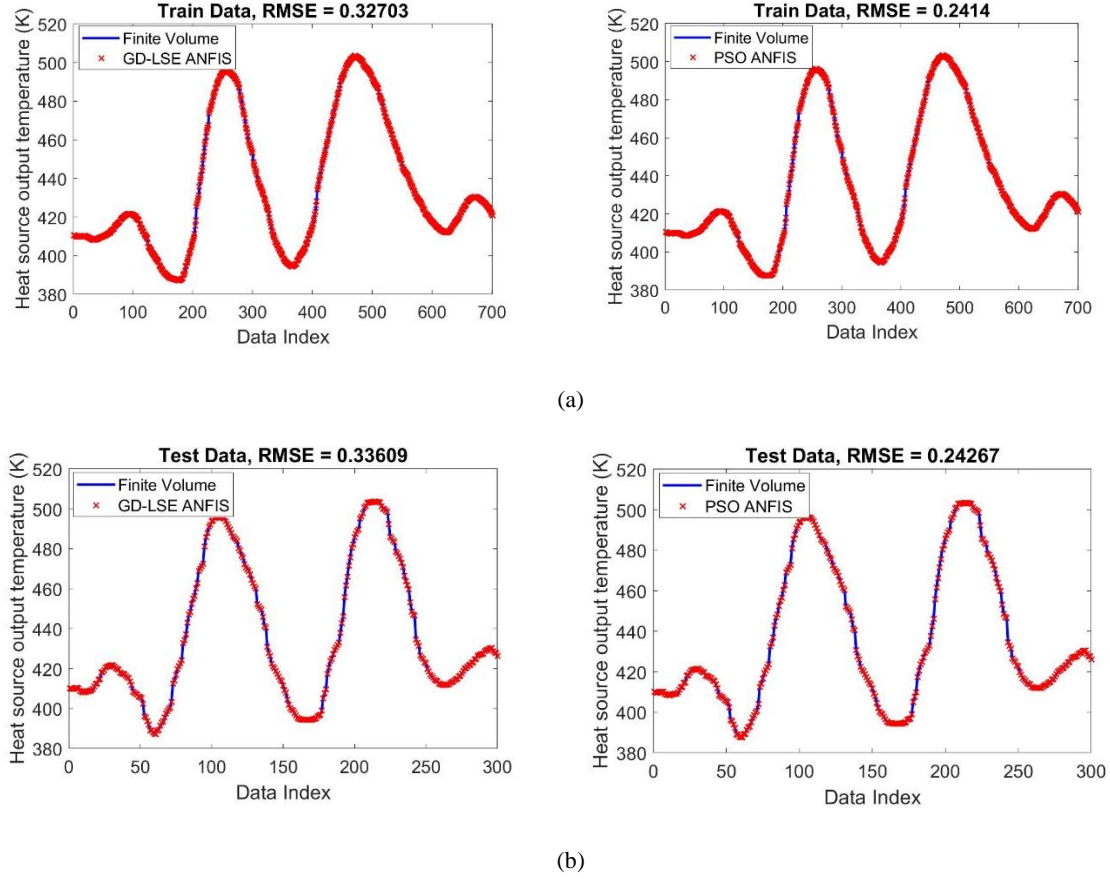 Train Data, RMSE = 0.32703
Heat source output temperature (K)
Finite Volume
GD-LSE ANFIS
520
500
480
460
440
420
400
380
0 100 200 300 400 500 600 700
Data Index
Train Data, RMSE = 0.2414
Heat source output temperature (K)
Finite Volume
PSO ANFIS
520
500
480
460
440
420
400
380
0 100 200 300 400 500 600 700
Data Index
(a)
Test Data, RMSE = 0.33609
Heat source output temperature (K)
Finite Volume
GD-LSE ANFIS
520
500
480
460
440
420
400
380
0 50 100 150 200 250 300
Data Index
Test Data, RMSE = 0.24267
Heat source output temperature (K)
Finite Volume
PSO ANFIS
520
500
480
460
440
420
400
380
0 50 100 150 200 250 300
Data Index
(b)